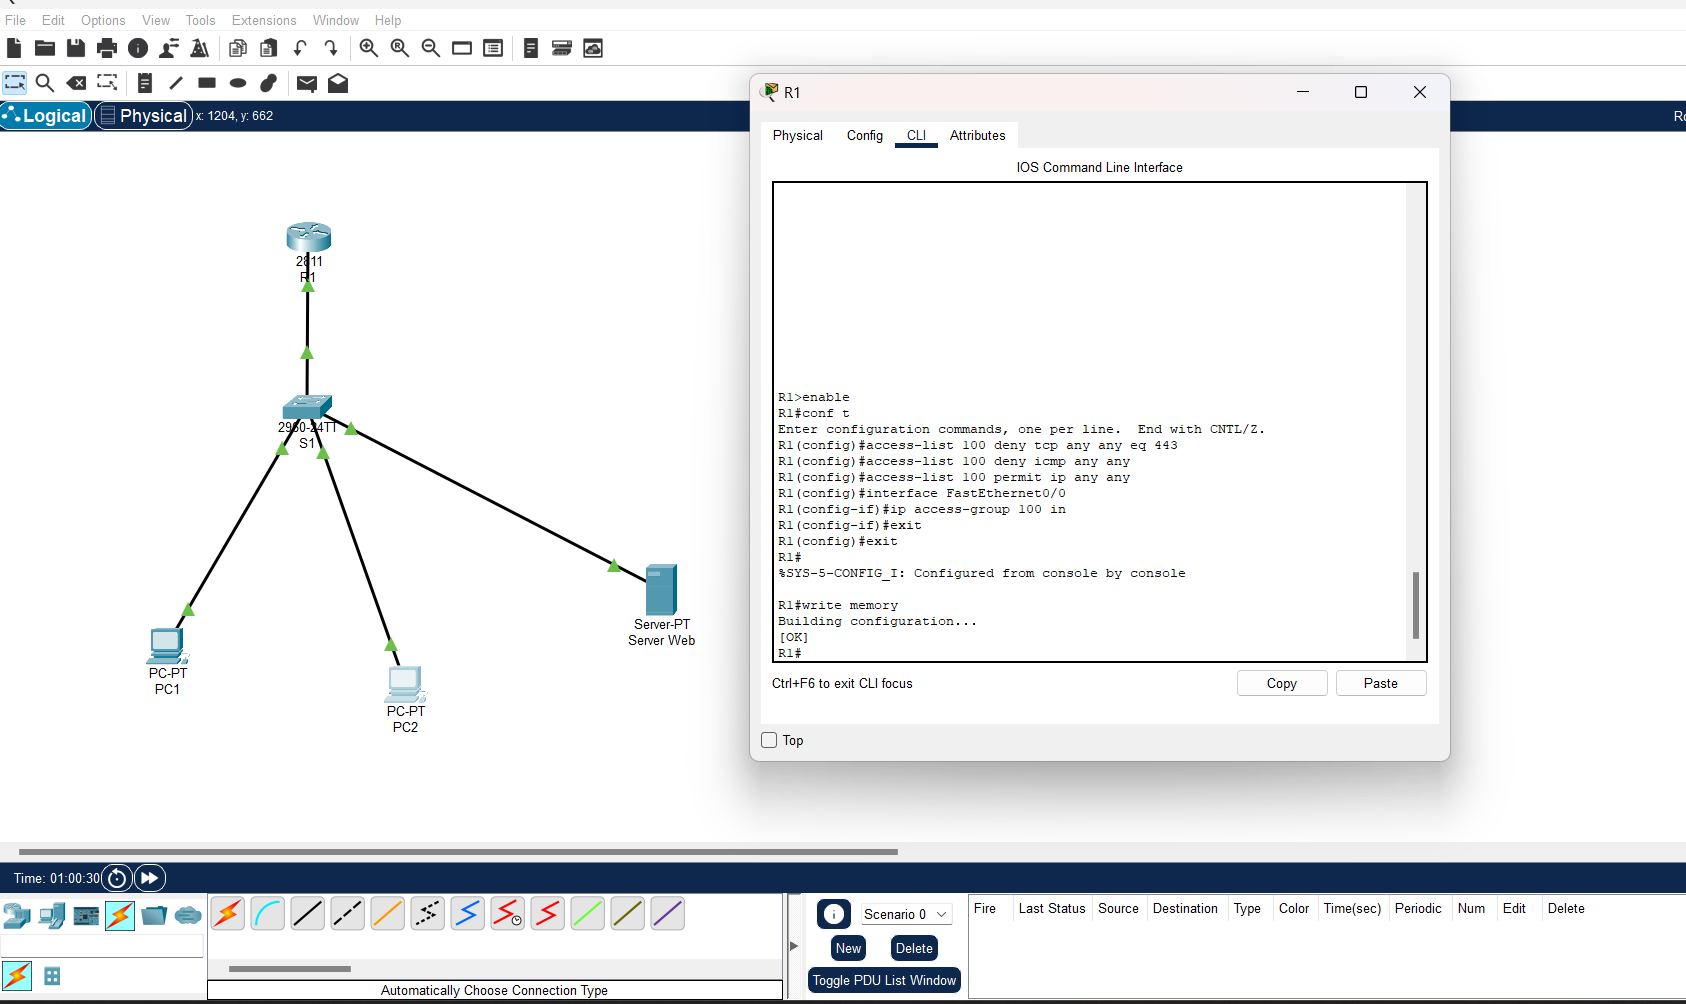 File Edit Options View Tools Extensions Window Help
Logical Physical x: 1204, y: 662
R1
Physical Config CLI Attributes
IOS Command Line Interface
R1>enable
R1#conf t
Enter configuration commands, one per line.  End with CNTL/Z.
R1(config)#access-list 100 deny tcp any any eq 443
R1(config)#access-list 100 deny icmp any any
R1(config)#access-list 100 permit ip any any
R1(config)#interface FastEthernet0/0
R1(config-if)#ip access-group 100 in
R1(config-if)#exit
R1(config)#exit
R1#
%SYS-5-CONFIG_I: Configured from console by console
R1#write memory
Building configuration...
[OK]
R1#
Ctrl+F6 to exit CLI focus
Copy Paste
Top
2811
R1
2960-24TT
S1
Server-PT
Server Web
PC-PT
PC1
PC-PT
PC2
Time: 01:00:30
Automatically Choose Connection Type
Scenario 0
New Delete
Toggle PDU List Window
Fire Last Status Source Destination Type Color Time(sec) Periodic Num Edit Delete